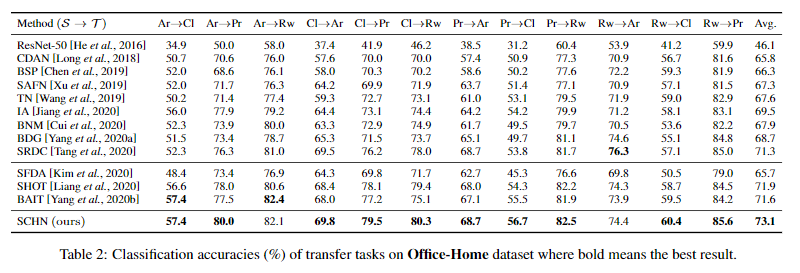 Method (S → T) Ar→Cl Ar→Pr Ar→Rw Cl→Ar Cl→Pr Cl→Rw Pr→Ar Pr→Cl Pr→Rw Rw→Ar Rw→Cl Rw→Pr Avg.
ResNet-50 [He et al., 2016] 34.9 50.0 58.0 37.4 41.9 46.2 38.5 31.2 60.4 53.9 41.2 59.9 46.1
CDAN [Long et al., 2018] 50.7 70.6 76.0 57.6 70.0 70.0 57.4 50.9 77.3 70.9 56.7 81.6 65.8
BSP [Chen et al., 2019] 52.0 68.6 76.1 58.0 70.3 70.2 58.6 50.2 77.6 72.2 59.3 81.9 66.3
SAFN [Xu et al., 2019] 52.0 71.7 76.3 64.2 69.9 71.9 63.7 51.4 77.1 70.9 57.1 81.5 67.3
TN [Wang et al., 2019] 50.2 71.4 77.4 59.3 72.7 73.1 61.0 53.1 79.5 71.9 59.0 82.9 67.6
IA [Jiang et al., 2020] 56.0 77.9 79.2 64.4 73.1 74.4 64.2 54.2 79.9 71.2 58.1 83.1 69.5
BNM [Cui et al., 2020] 52.3 73.9 80.0 63.3 72.9 74.9 61.7 49.5 79.7 70.5 53.6 82.2 67.9
BDG [Yang et al., 2020a] 51.5 73.4 78.7 65.3 71.5 73.7 65.1 49.7 81.1 74.6 55.1 84.8 68.7
SRDC [Tang et al., 2020] 52.3 76.3 81.0 69.5 76.2 78.0 68.7 53.8 81.7 76.3 57.1 85.0 71.3
SFDA [Kim et al., 2020] 48.4 73.4 76.9 64.3 69.8 71.7 62.7 45.3 76.6 69.8 50.5 79.0 65.7
SHOT [Liang et al., 2020] 56.6 78.0 80.6 68.4 78.1 79.4 68.0 54.3 82.2 74.3 58.7 84.5 71.9
BAIT [Yang et al., 2020b] 57.4 77.5 82.4 68.0 77.2 75.1 67.1 55.5 81.9 73.9 59.5 84.2 71.6
SCHN (ours) 57.4 80.0 82.1 69.8 79.5 80.3 68.7 56.7 82.5 74.4 60.4 85.6 73.1
Table 2: Classification accuracies (%) of transfer tasks on Office-Home dataset where bold means the best result.